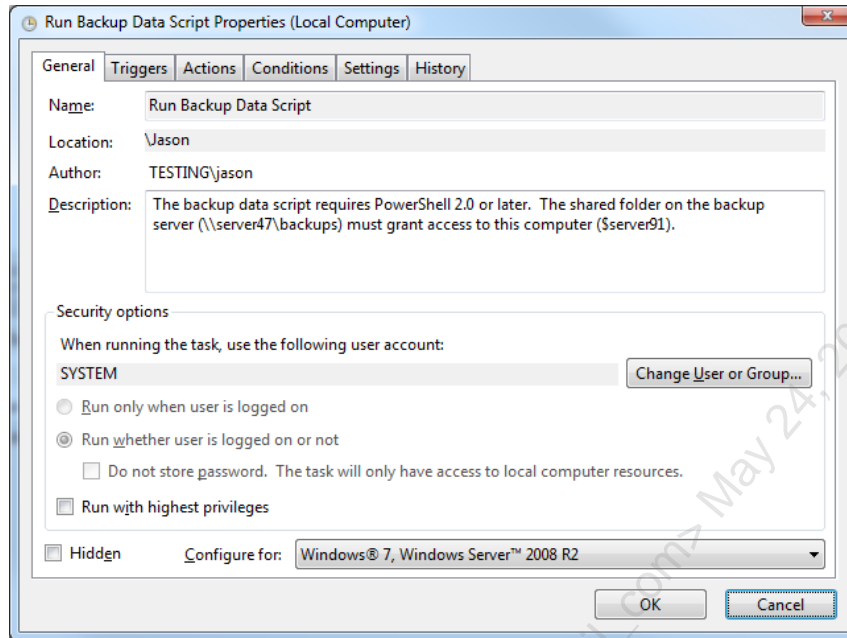 Run Backup Data Script Properties (Local Computer)
General Triggers Actions Conditions Settings History
Name: Run Backup Data Script
Location: \Jason
Author: TESTING\jason
Description: The backup data script requires PowerShell 2.0 or later. The shared folder on the backup
server (\\server47\backups) must grant access to this computer ($server91).
Security options
When running the task, use the following user account:
SYSTEM Change User or Group...
Run only when user is logged on
Run whether user is logged on or not
Do not store password. The task will only have access to local computer resources.
Run with highest privileges
Hidden Configure for: Windows® 7, Windows Server™ 2008 R2
OK Cancel
May 24,